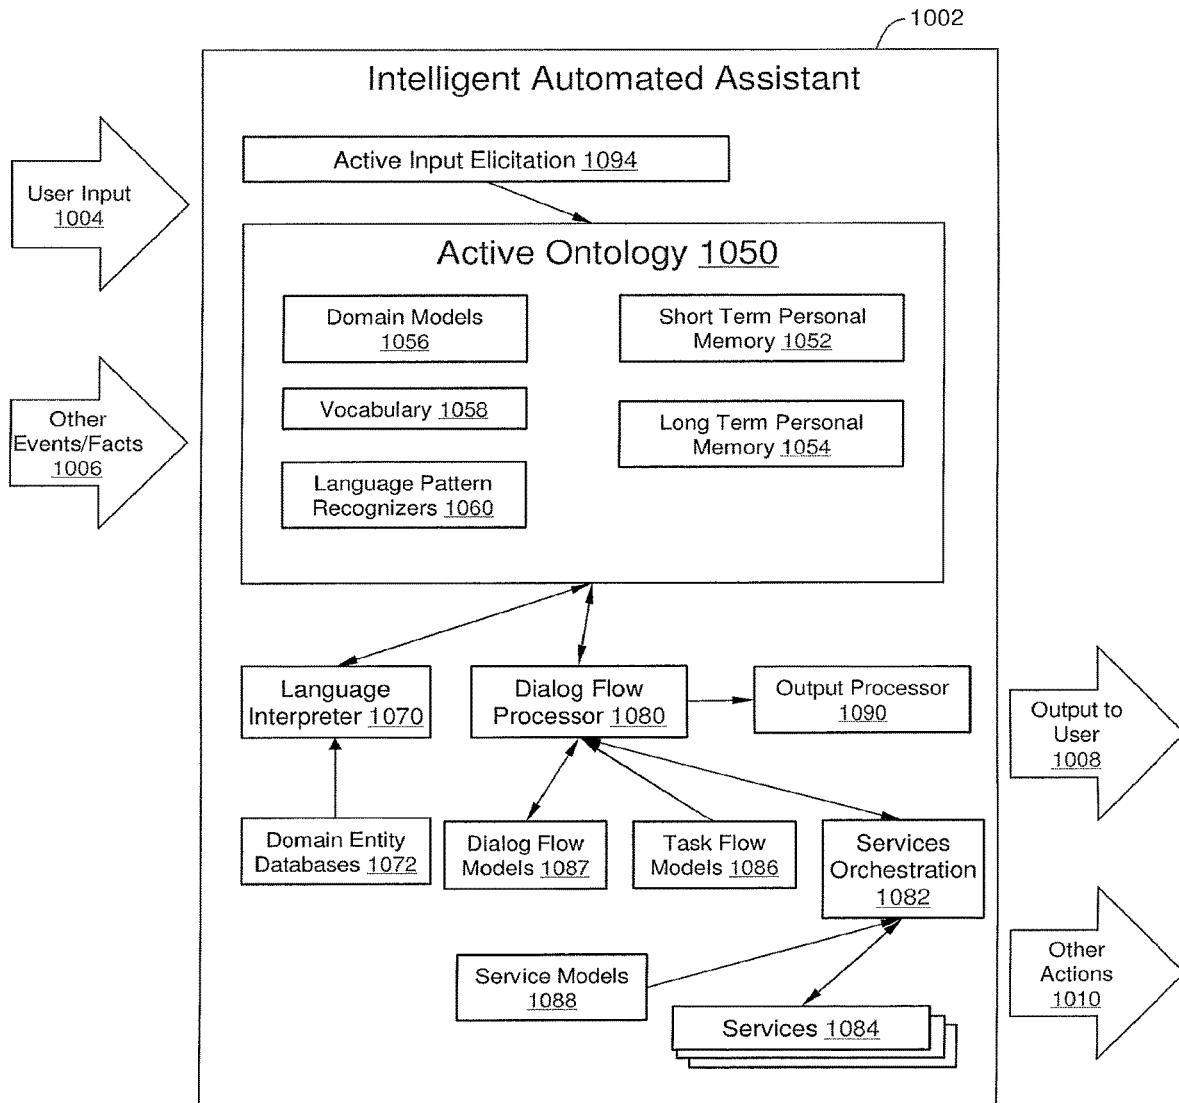 1002
Intelligent Automated Assistant
Active Input Elicitation 1094
User Input
1004
Active Ontology 1050
Domain Models
1056
Short Term Personal
Memory 1052
Vocabulary 1058
Long Term Personal
Memory 1054
Other
Events/Facts
1006
Language Pattern
Recognizers 1060
Language
Interpreter 1070
Dialog Flow
Processor 1080
Output Processor
1090
Output to
User
1008
Domain Entity
Databases 1072
Dialog Flow
Models 1087
Task Flow
Models 1086
Services
Orchestration
1082
Service Models
1088
Services 1084
Other
Actions
1010